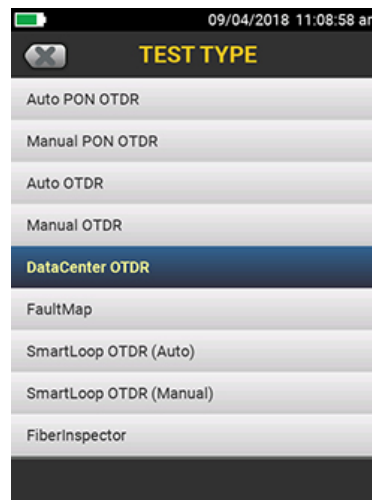 09/04/2018 11:08:58 am
TEST TYPE
Auto PON OTDR
Manual PON OTDR
Auto OTDR
Manual OTDR
DataCenter OTDR
FaultMap
SmartLoop OTDR (Auto)
SmartLoop OTDR (Manual)
FiberInspector